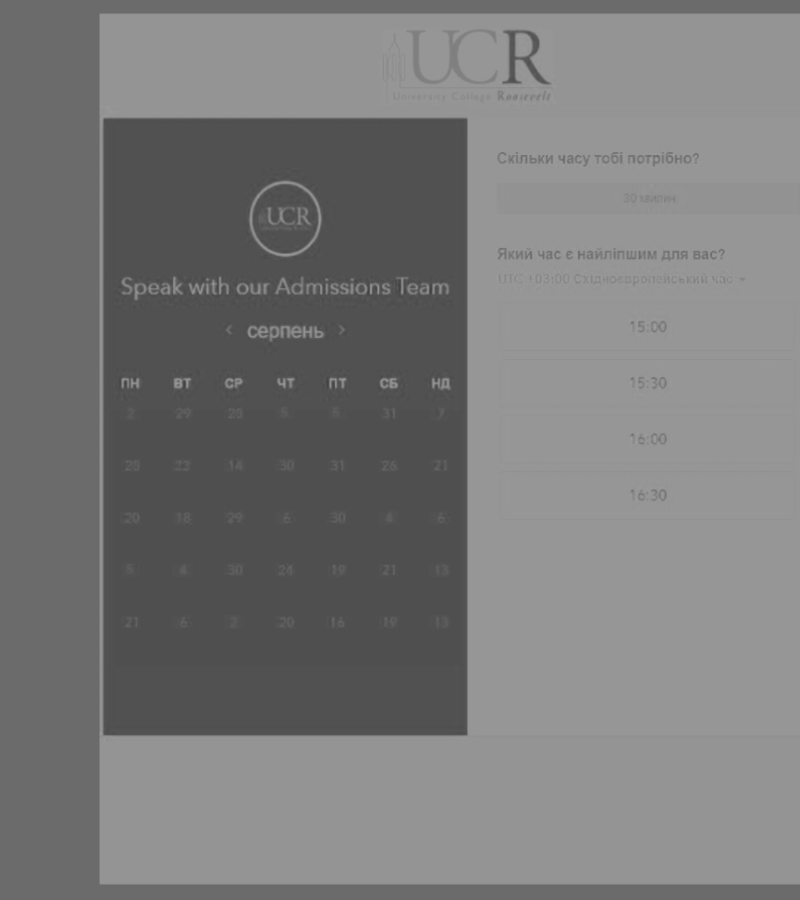 UCR
University College Roosevelt
UCR
Speak with our Admissions Team
< серпень >
ПН ВТ СР ЧТ ПТ СБ НД
2 29 20 5 31 7
20 23 14 30 31 26 21
20 18 29 6 30 4 6
5 4 30 24 19 21 13
21 6 2 20 16 19 13
Скільки часу тобі потрібно?
30 хвилин
Який час є найліпшим для вас?
UTC +03:00 Східноєвропейський час
15:00
15:30
16:00
16:30